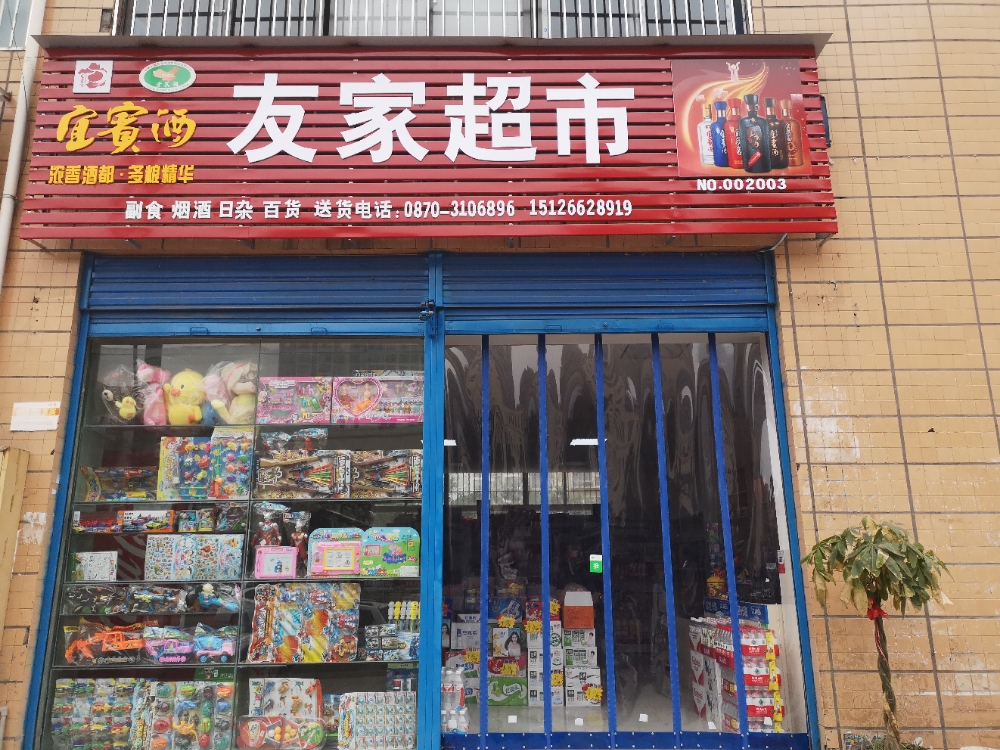 宜宾酒
浓香酒都·多粮精华
友家超市
NO.002003
副食 烟酒 日杂 百货 送货电话:0870-3106896 15126628919